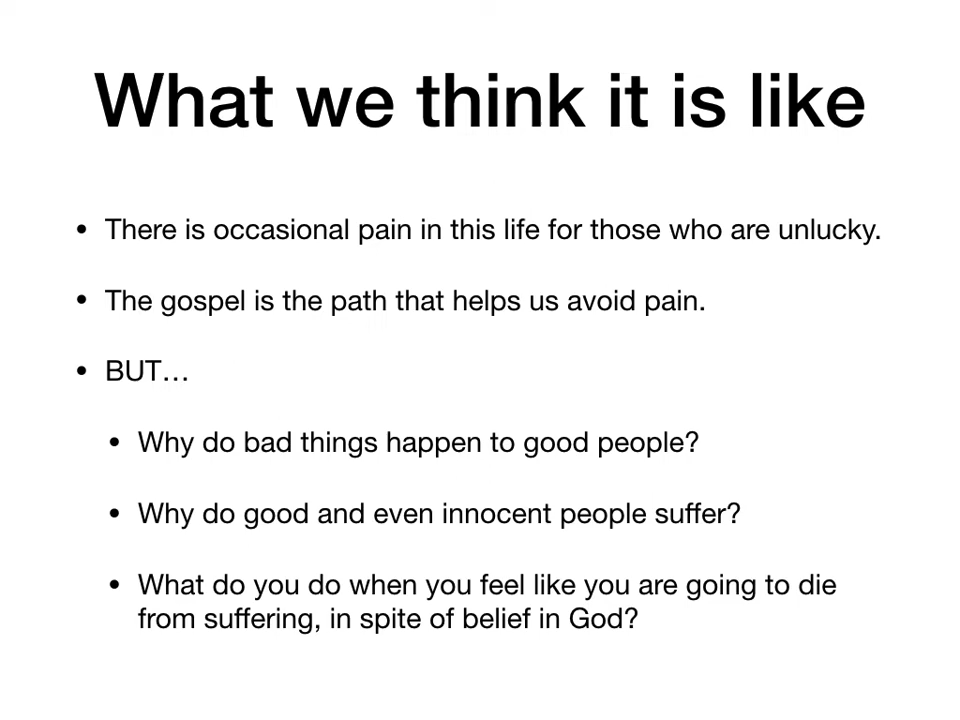 What we think it is like
• There is occasional pain in this life for those who are unlucky.
• The gospel is the path that helps us avoid pain.
• BUT…
• Why do bad things happen to good people?
• Why do good and even innocent people suffer?
• What do you do when you feel like you are going to die
from suffering, in spite of belief in God?